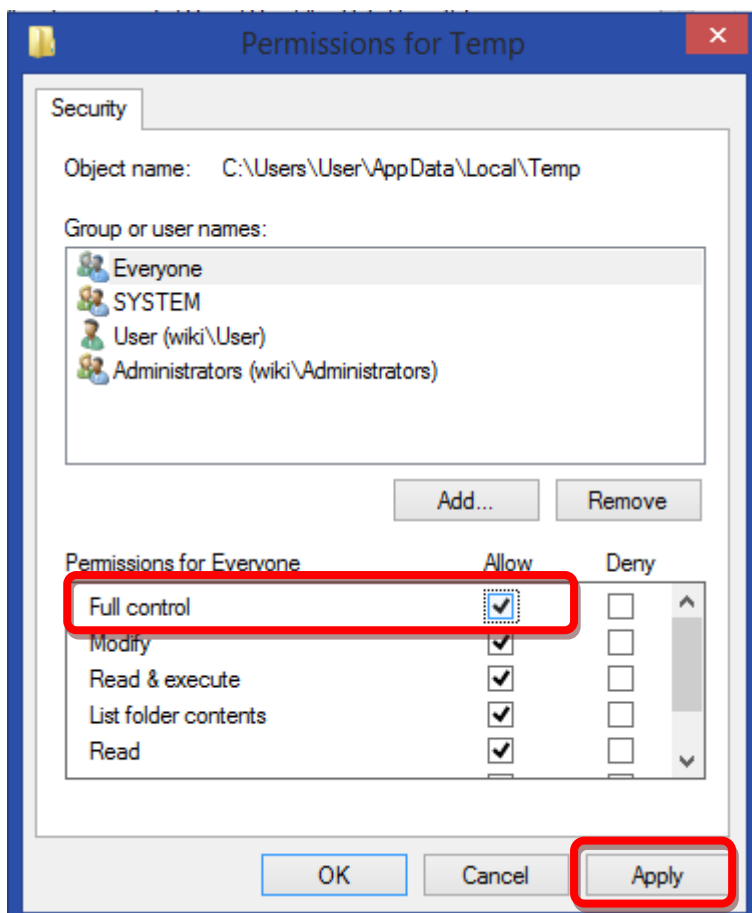 Permissions for Temp
Security
Object name: C:\Users\User\AppData\Local\Temp
Group or user names:
Everyone
SYSTEM
User (wiki\User)
Administrators (wiki\Administrators)
Add... Remove
Permissions for Everyone Allow Deny
Full control
Modify
Read & execute
List folder contents
Read
OK Cancel Apply